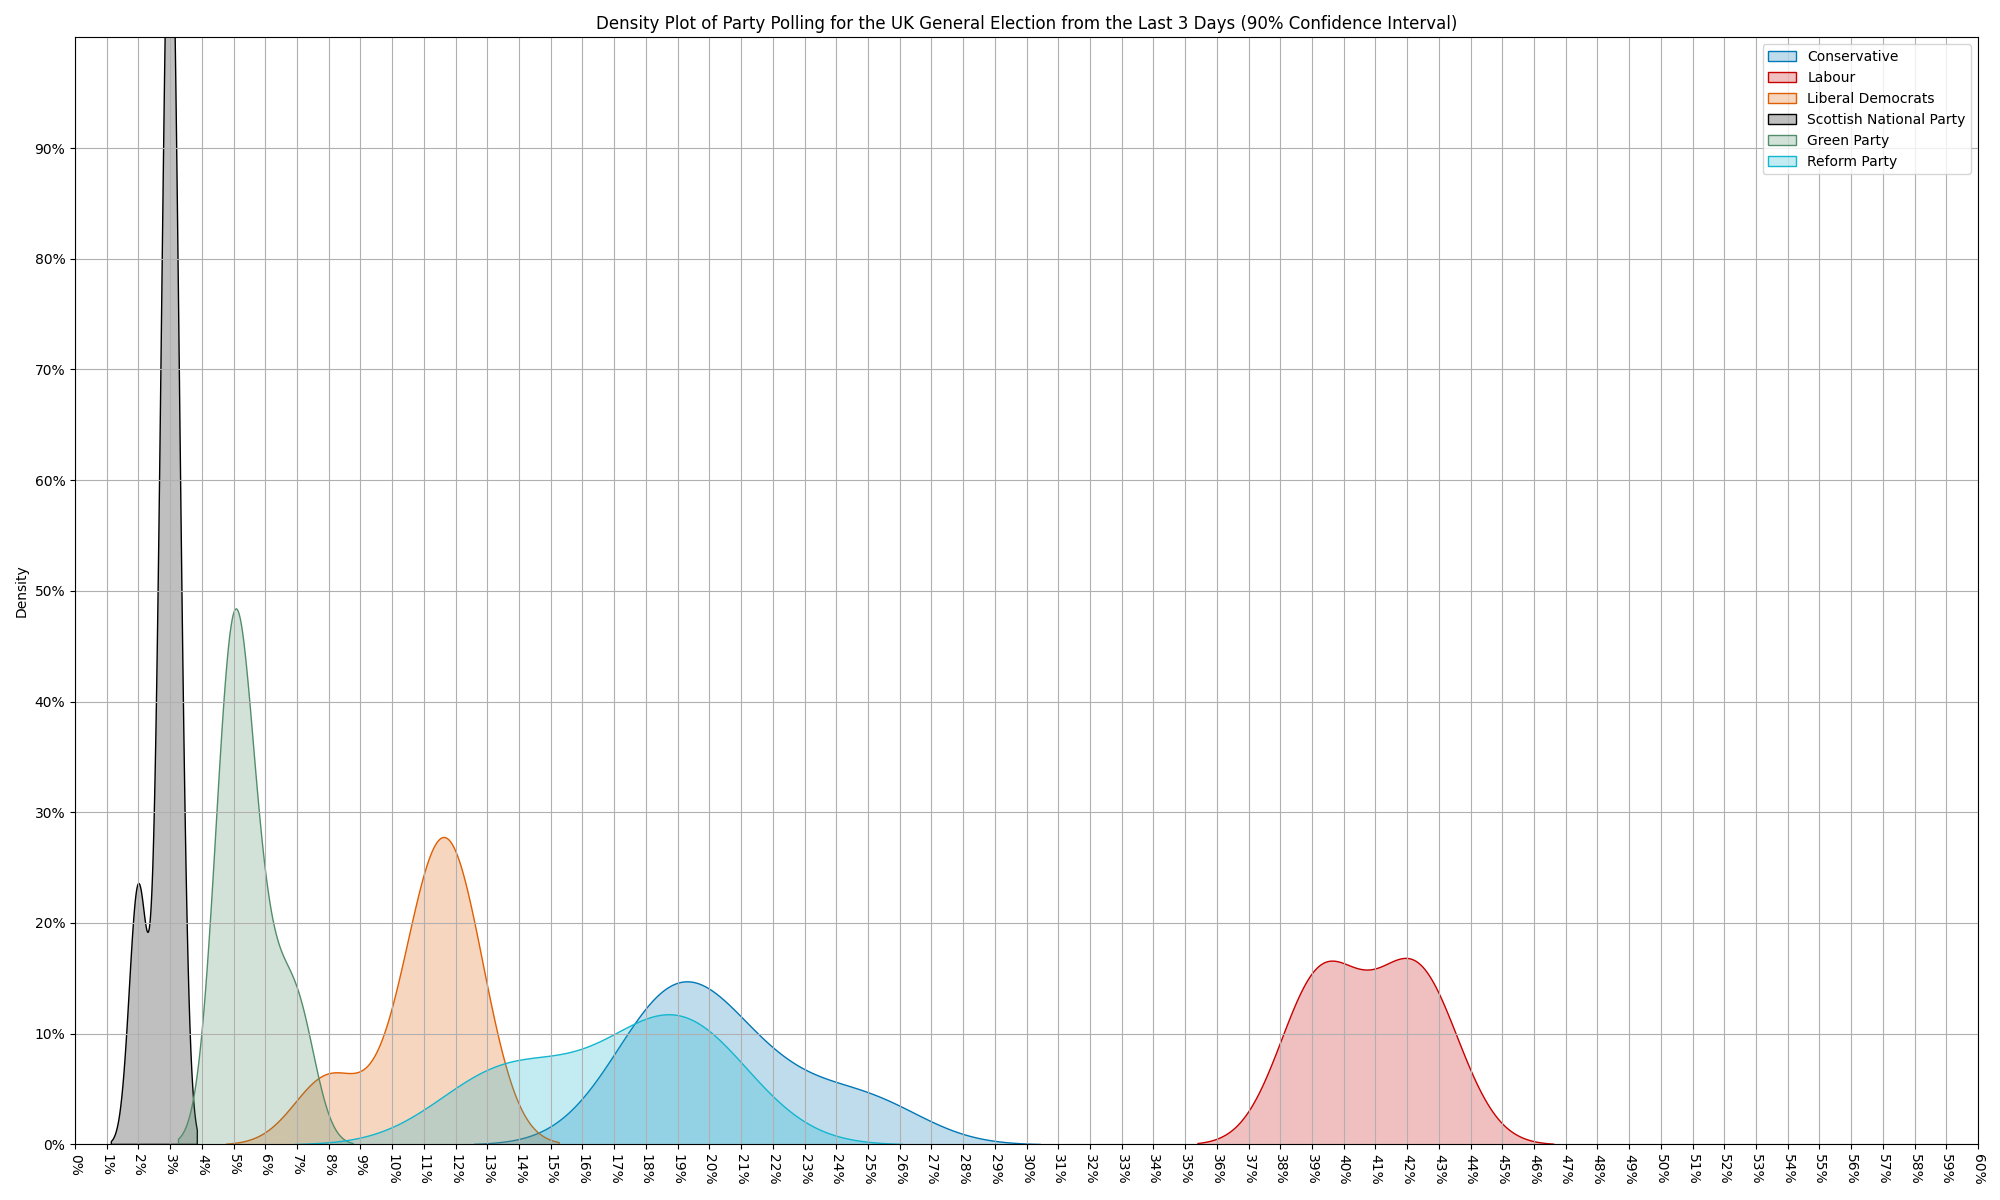 Density Plot of Party Polling for the UK General Election from the Last 3 Days (90% Confidence Interval)
Conservative
Labour
Liberal Democrats
Scottish National Party
Green Party
Reform Party
90%
80%
70%
60%
50%
40%
30%
20%
10%
0%
Density
0% 1% 2% 3% 4% 5% 6% 7% 8% 9% 10% 11% 12% 13% 14% 15% 16% 17% 18% 19% 20% 21% 22% 23% 24% 25% 26% 27% 28% 29% 30% 31% 32% 33% 34% 35% 36% 37% 38% 39% 40% 41% 42% 43% 44% 45% 46% 47% 48% 49% 50% 51% 52% 53% 54% 55% 56% 57% 58% 59% 60%